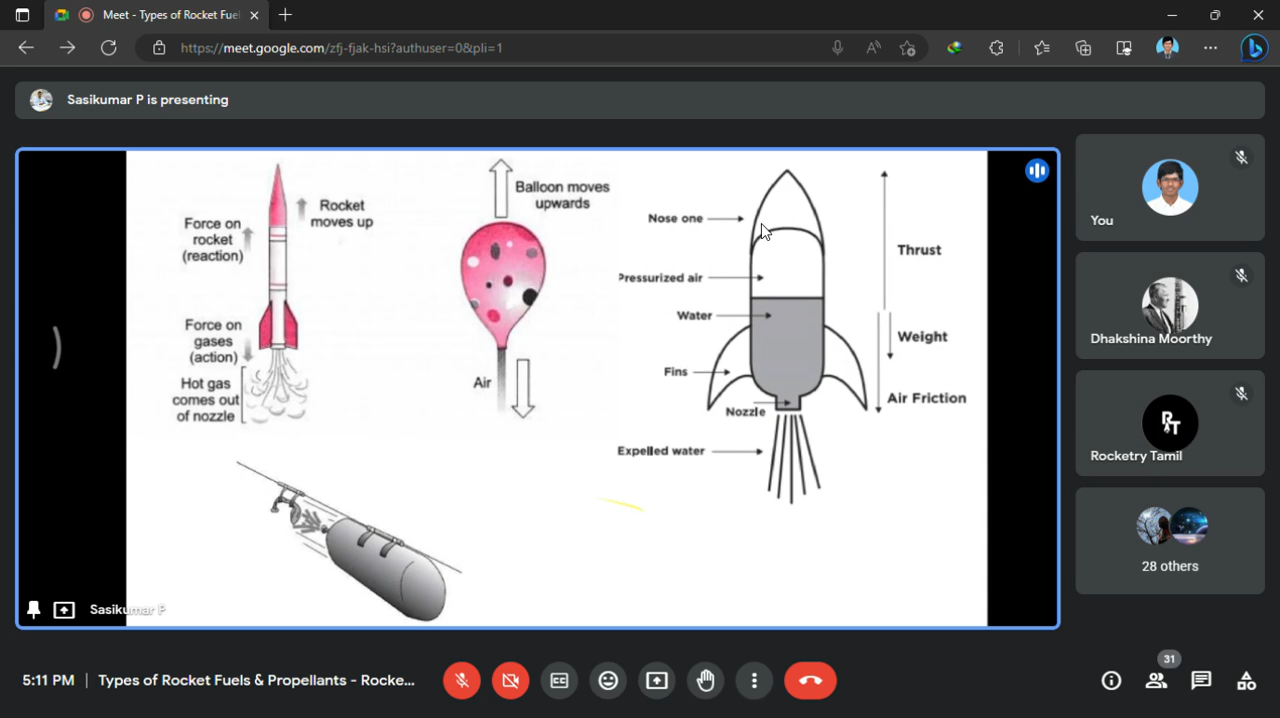 Meet - Types of Rocket Fue
https://meet.google.com/zfj-fjak-hsi?authuser=0&pli=1
Sasikumar P is presenting
Force on
rocket
(reaction)
Rocket
moves up
Force on
gases
(action)
Hot gas
comes out
of nozzle
Balloon moves
upwards
Air
Nose one
Pressurized air
Water
Fins
Nozzle
Expelled water
Thrust
Weight
Air Friction
Sasikumar P
You
Dhakshina Moorthy
RT
Rocketry Tamil
28 others
5:11 PM | Types of Rocket Fuels & Propellants - Rocke...
31